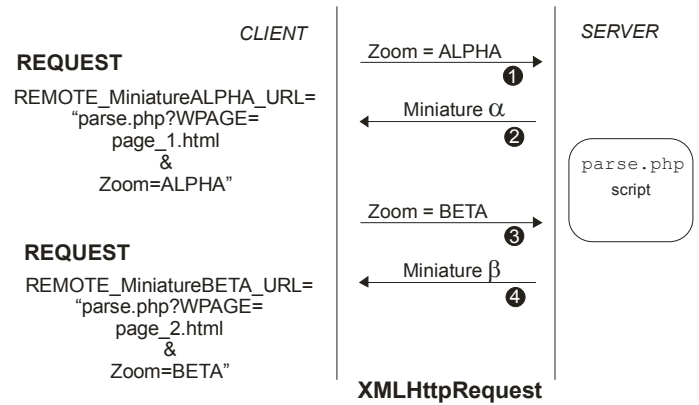 CLIENT
REQUEST
REMOTE_MiniatureALPHA_URL=
“parse.php?WPAGE=
page_1.html
&
Zoom=ALPHA”
REQUEST
REMOTE_MiniatureBETA_URL=
“parse.php?WPAGE=
page_2.html
&
Zoom=BETA”
Zoom = ALPHA
1
Miniature α
2
Zoom = BETA
3
Miniature β
4
XMLHttpRequest
SERVER
parse.php
script